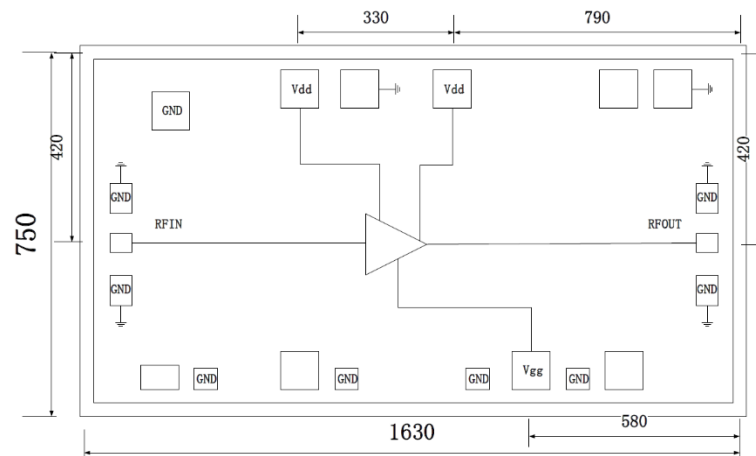 330
790
Vdd
Vdd
GND
420
420
GND
GND
RFIN
RFOUT
750
GND
GND
GND
GND
GND
Vgg
GND
580
1630